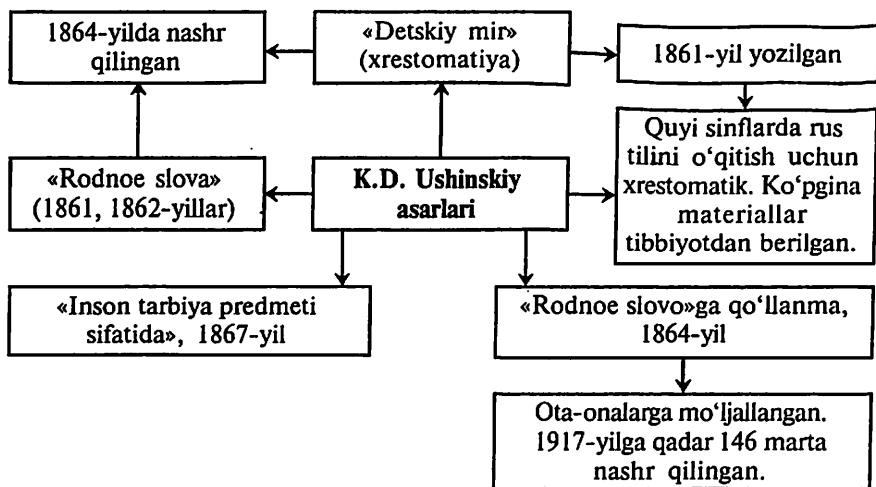 1864-yilda nashr
qilingan
«Detskiy mir»
(xrestomatiya)
1861-yil yozilgan
«Rodnoe slova»
(1861, 1862-yillar)
K.D. Ushinskiy
asarlari
Quyi sinflarda rus
tilini o‘qitish uchun
xrestomatik. Ko‘pgina
materiallar
tibbiyotdan berilgan.
«Inson tarbiya predmeti
sifatida», 1867-yil
«Rodnoe slovo»ga qo‘llanma,
1864-yil
Ota-onalarga mo‘ljallangan.
1917-yilga qadar 146 marta
nashr qilingan.